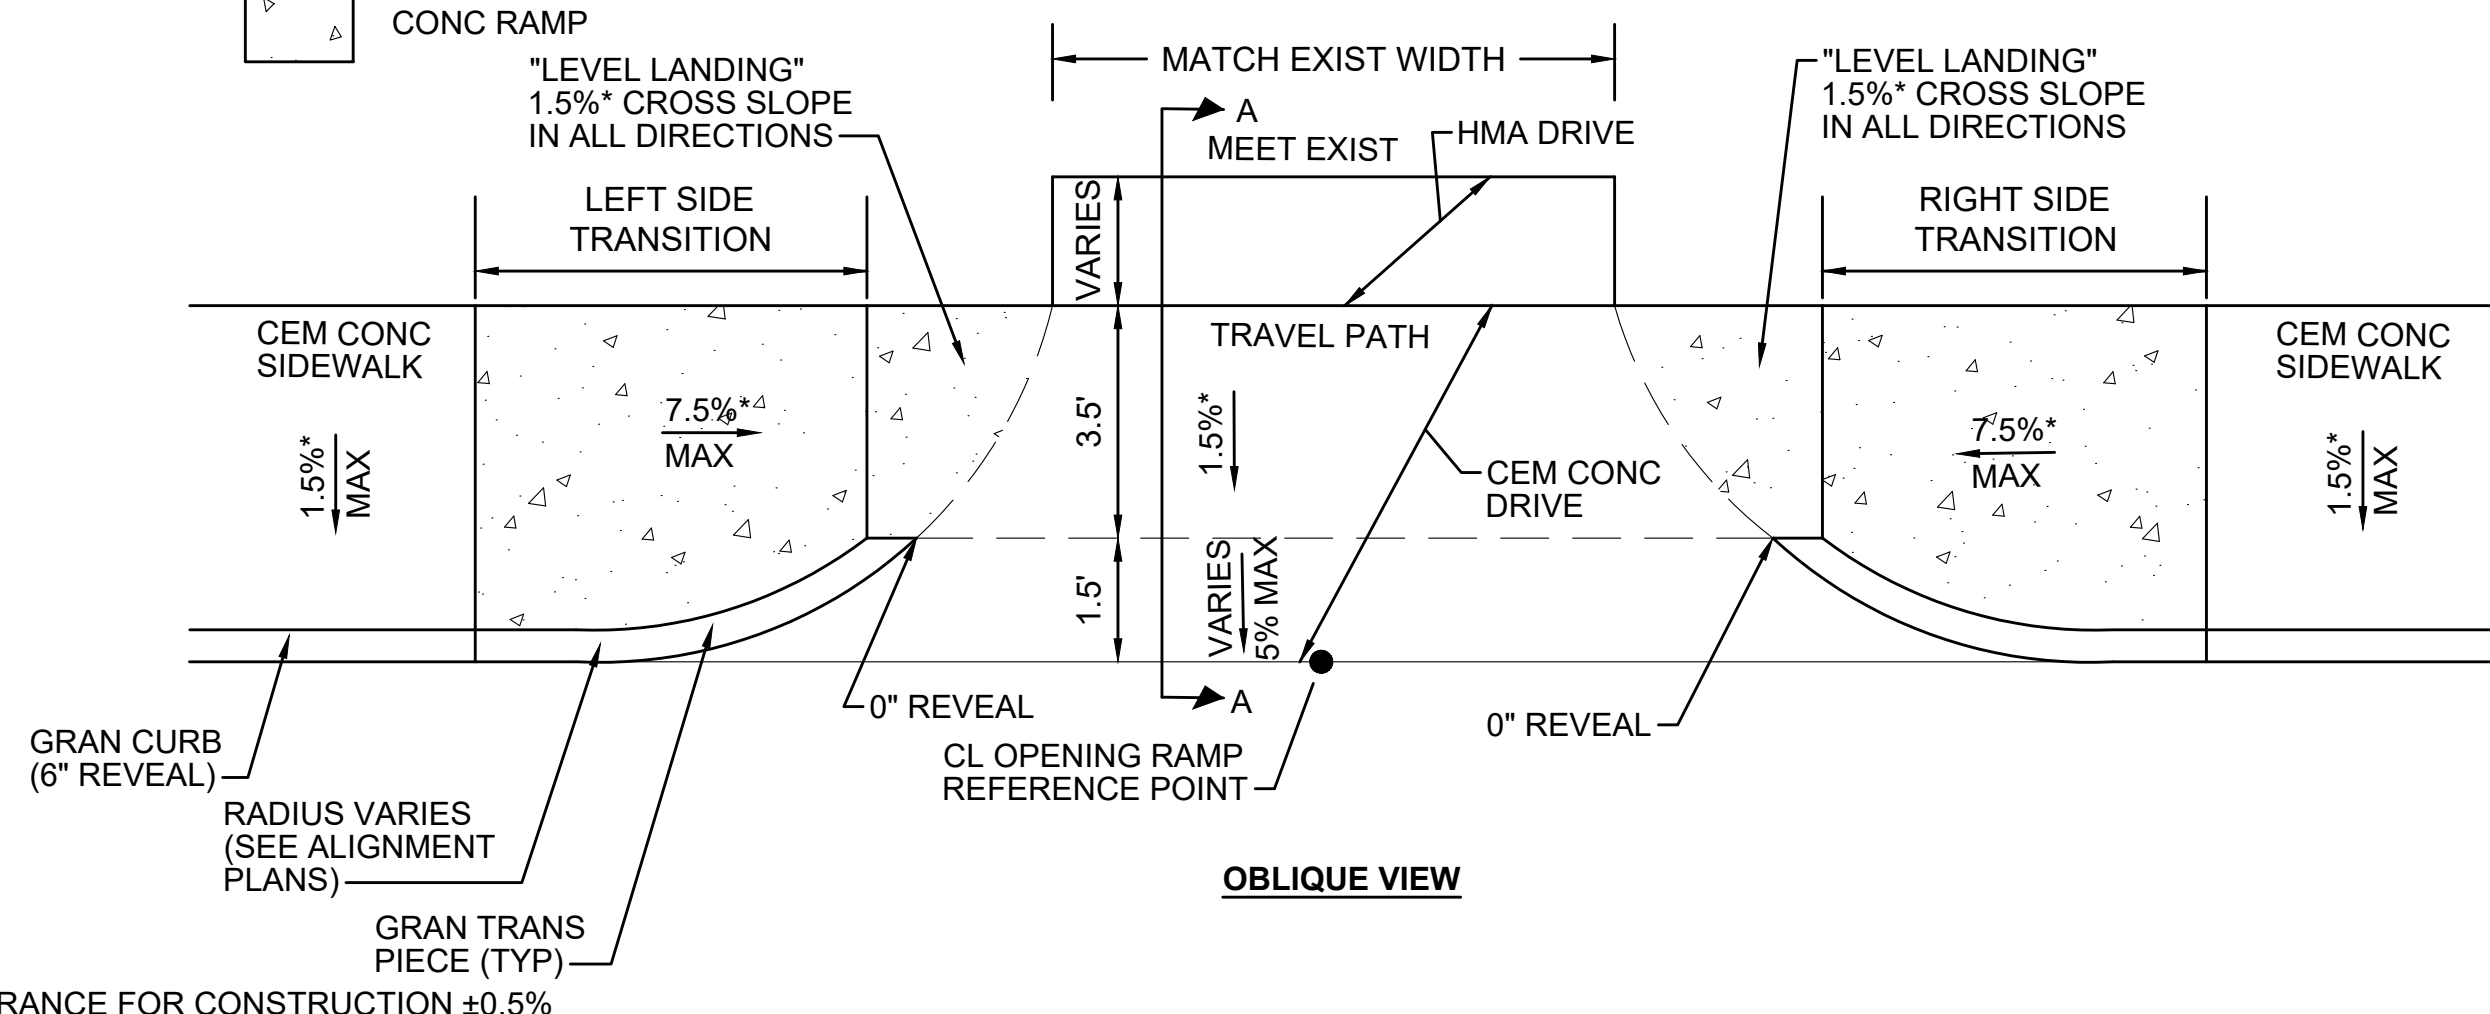 CONC RAMP
"LEVEL LANDING"
1.5%* CROSS SLOPE
IN ALL DIRECTIONS
MATCH EXIST WIDTH
"LEVEL LANDING"
1.5%* CROSS SLOPE
IN ALL DIRECTIONS
A
MEET EXIST
HMA DRIVE
LEFT SIDE
TRANSITION
VARIES
RIGHT SIDE
TRANSITION
CEM CONC
SIDEWALK
TRAVEL PATH
CEM CONC
SIDEWALK
7.5%*
MAX
3.5'
1.5%*
7.5%*
MAX
1.5%*
MAX
CEM CONC
DRIVE
1.5%*
MAX
1.5'
VARIES
5% MAX
0" REVEAL
A
0" REVEAL
GRAN CURB
(6" REVEAL)
CL OPENING RAMP
REFERENCE POINT
RADIUS VARIES
(SEE ALIGNMENT
PLANS)
OBLIQUE VIEW
GRAN TRANS
PIECE (TYP)
RANCE FOR CONSTRUCTION ±0.5%